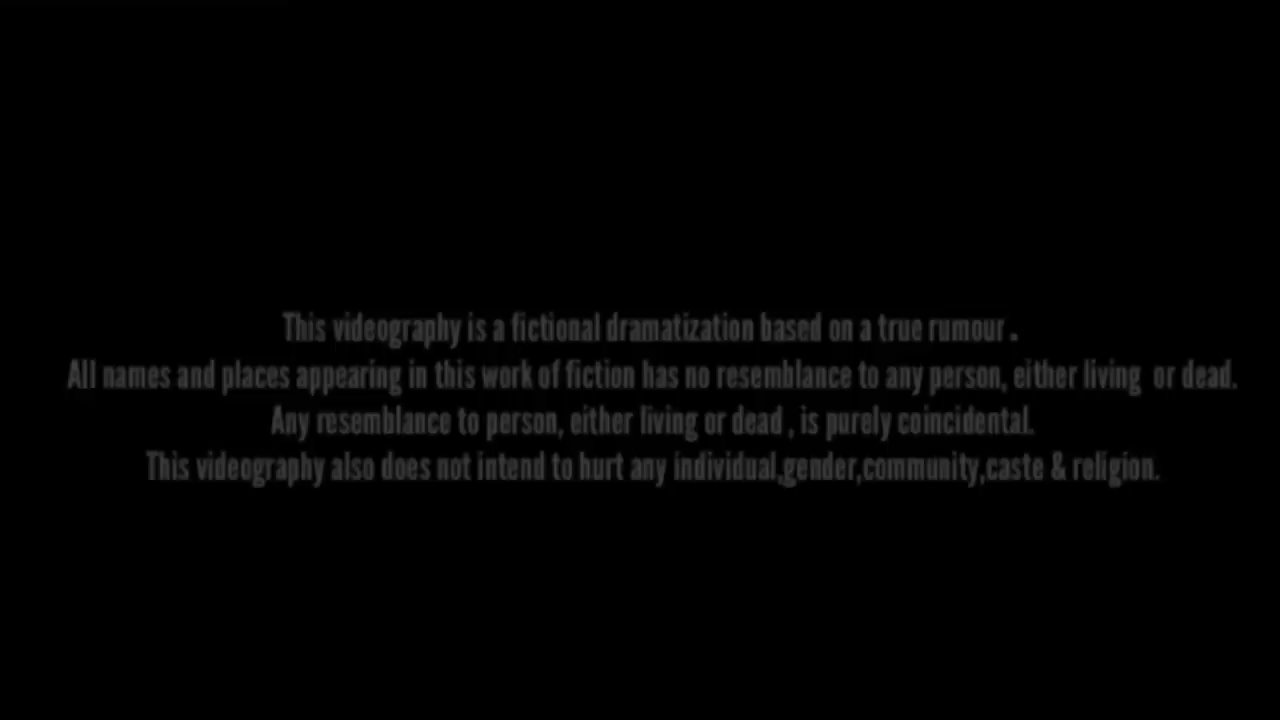 This videography is a fictional dramatization based on a true rumour .
All names and places appearing in this work of fiction has no resemblance to any person, either living or dead.
Any resemblance to person, either living or dead , is purely coincidental.
This videography also does not intend to hurt any individual,gender,community,caste & religion.